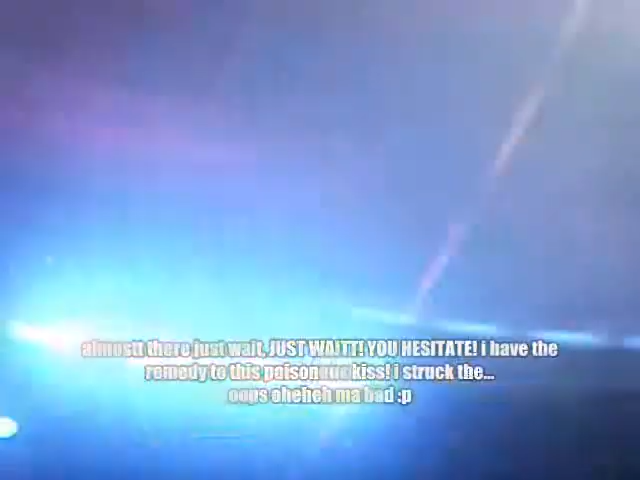 almostt there just wait, JUST WAITT! YOU HESITATE! i have the
remedy to this poisonous kiss! i struck the...
oops oheheh ma bad :p